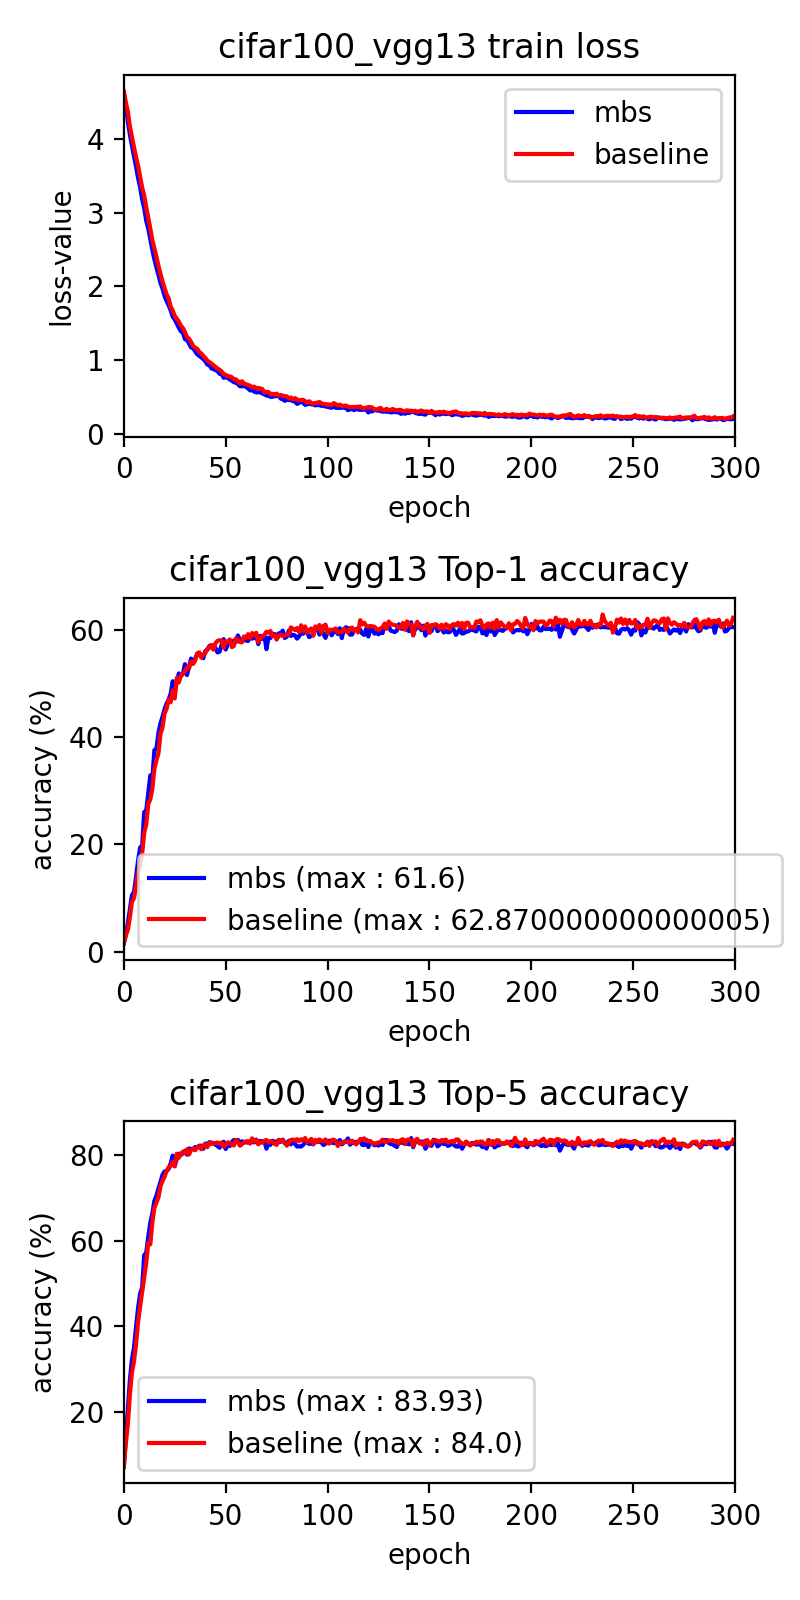 cifar100_vgg13 train loss
mbs
baseline
loss-value
4
3
2
1
0
0 50 100 150 200 250 300
epoch
cifar100_vgg13 Top-1 accuracy
accuracy (%)
60
40
20
0
mbs (max : 61.6)
baseline (max : 62.870000000000005)
0 50 100 150 200 250 300
epoch
cifar100_vgg13 Top-5 accuracy
accuracy (%)
80
60
40
20
mbs (max : 83.93)
baseline (max : 84.0)
0 50 100 150 200 250 300
epoch